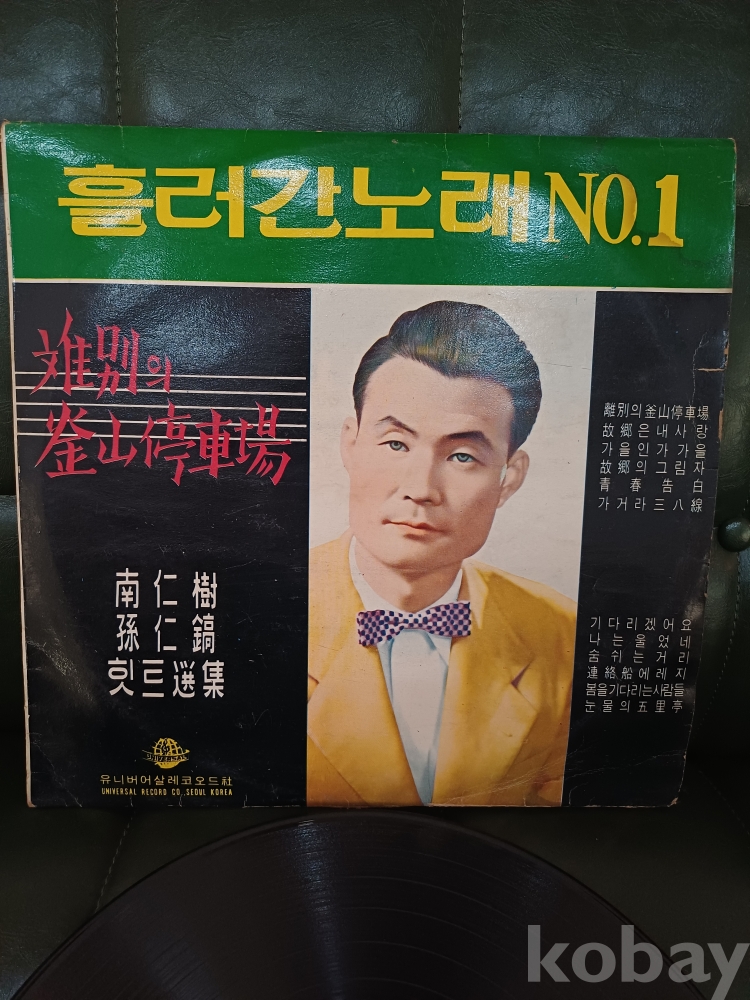 흘러간노래 NO.1
離別의
釜山停車場
南仁樹
孫仁鎬
힛트選集
UNIVERSAL
유니버어살레코오드社
UNIVERSAL RECORD CO., SEOUL KOREA
離別의釜山停車場
故鄕은내사랑
가을인가가을
故鄕의그림자
青春告白
가거라三八線
기다리겠어요
나는울었네
숨쉬는거리
連絡船에레지
봄을기다리는사람들
눈물의五里亭
kobay